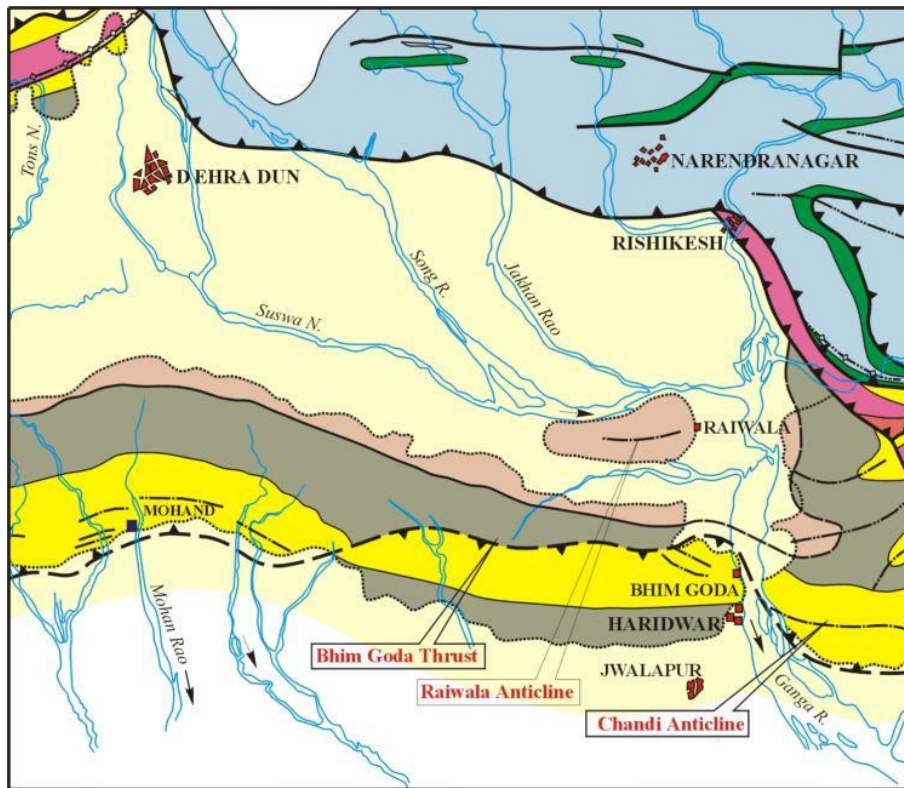 Tons N.
D EHRA DUN
NARENDRANAGAR
RISHIKESH
Song R.
Jakhan Rao
Suswa N.
RAIWALA
MOHAND
BHIM GODA
HARIDWAR
Mohan Rao
Bhim Goda Thrust
Raiwala Anticline
JWALAPUR
Ganga R.
Chandi Anticline